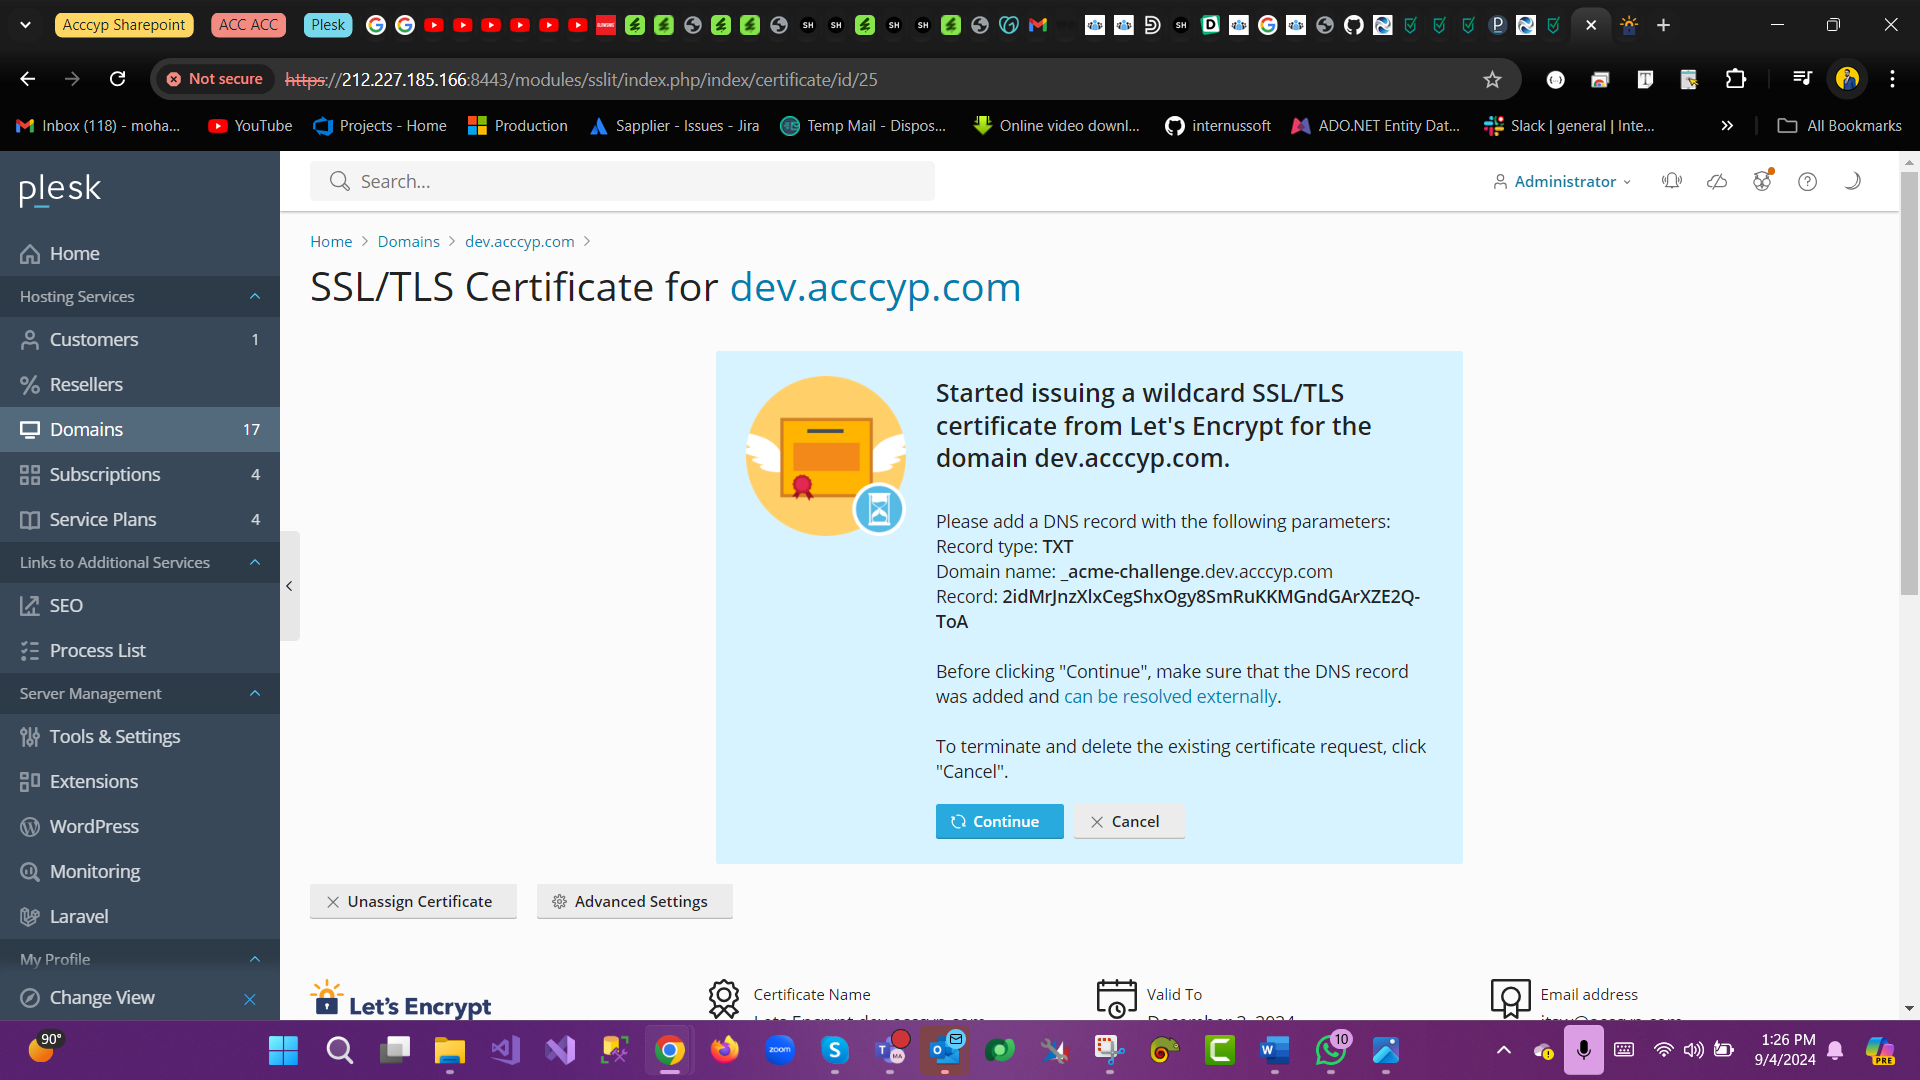 Acccyp Sharepoint
ACC ACC
Plesk
Not secure
https://212.227.185.166:8443/modules/sslit/index.php/index/certificate/id/25
Inbox (118) - moha...
YouTube
Projects - Home
Production
Sapplier - Issues - Jira
Temp Mail - Dispos...
Online video downl...
internussoft
ADO.NET Entity Dat...
Slack | general | Inte...
All Bookmarks
plesk
Search...
Administrator
Home
Hosting Services
Customers 1
Resellers
Domains 17
Subscriptions 4
Service Plans 4
Links to Additional Services
SEO
Process List
Server Management
Tools & Settings
Extensions
WordPress
Monitoring
Laravel
My Profile
Change View
Home > Domains > dev.acccyp.com >
SSL/TLS Certificate for dev.acccyp.com
Started issuing a wildcard SSL/TLS
certificate from Let's Encrypt for the
domain dev.acccyp.com.
Please add a DNS record with the following parameters:
Record type: TXT
Domain name: _acme-challenge.dev.acccyp.com
Record: 2idMrJnzXlxCegShxOgy8SmRuKKMGndGArXZE2Q-
ToA
Before clicking "Continue", make sure that the DNS record
was added and can be resolved externally.
To terminate and delete the existing certificate request, click
"Cancel".
Continue
Cancel
Unassign Certificate
Advanced Settings
Let's Encrypt
Certificate Name
Valid To
December 3, 2024
Email address
90°
zoom
10
1:26 PM
9/4/2024
PRE